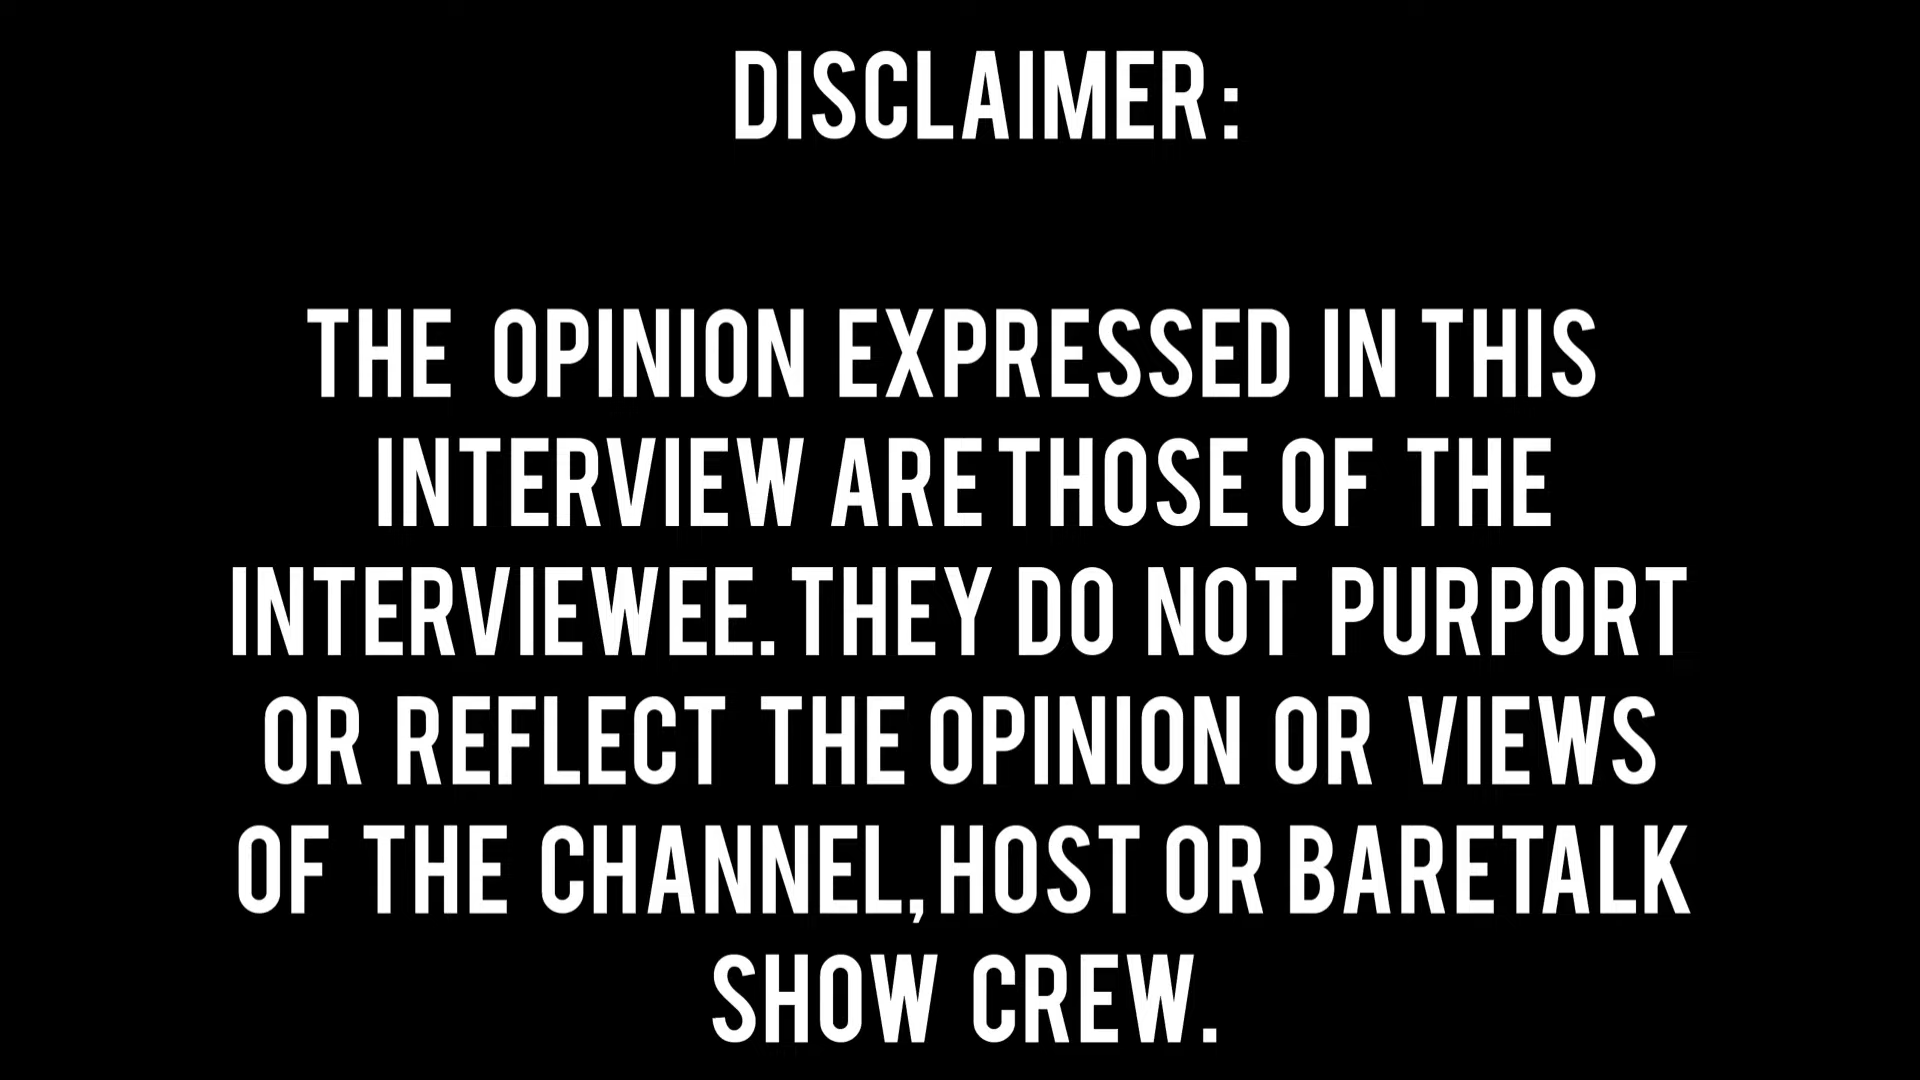 DISCLAIMER:
THE OPINION EXPRESSED IN THIS
INTERVIEW ARE THOSE OF THE
INTERVIEWEE. THEY DO NOT PURPORT
OR REFLECT THE OPINION OR VIEWS
OF THE CHANNEL, HOST OR BARETALK
SHOW CREW.